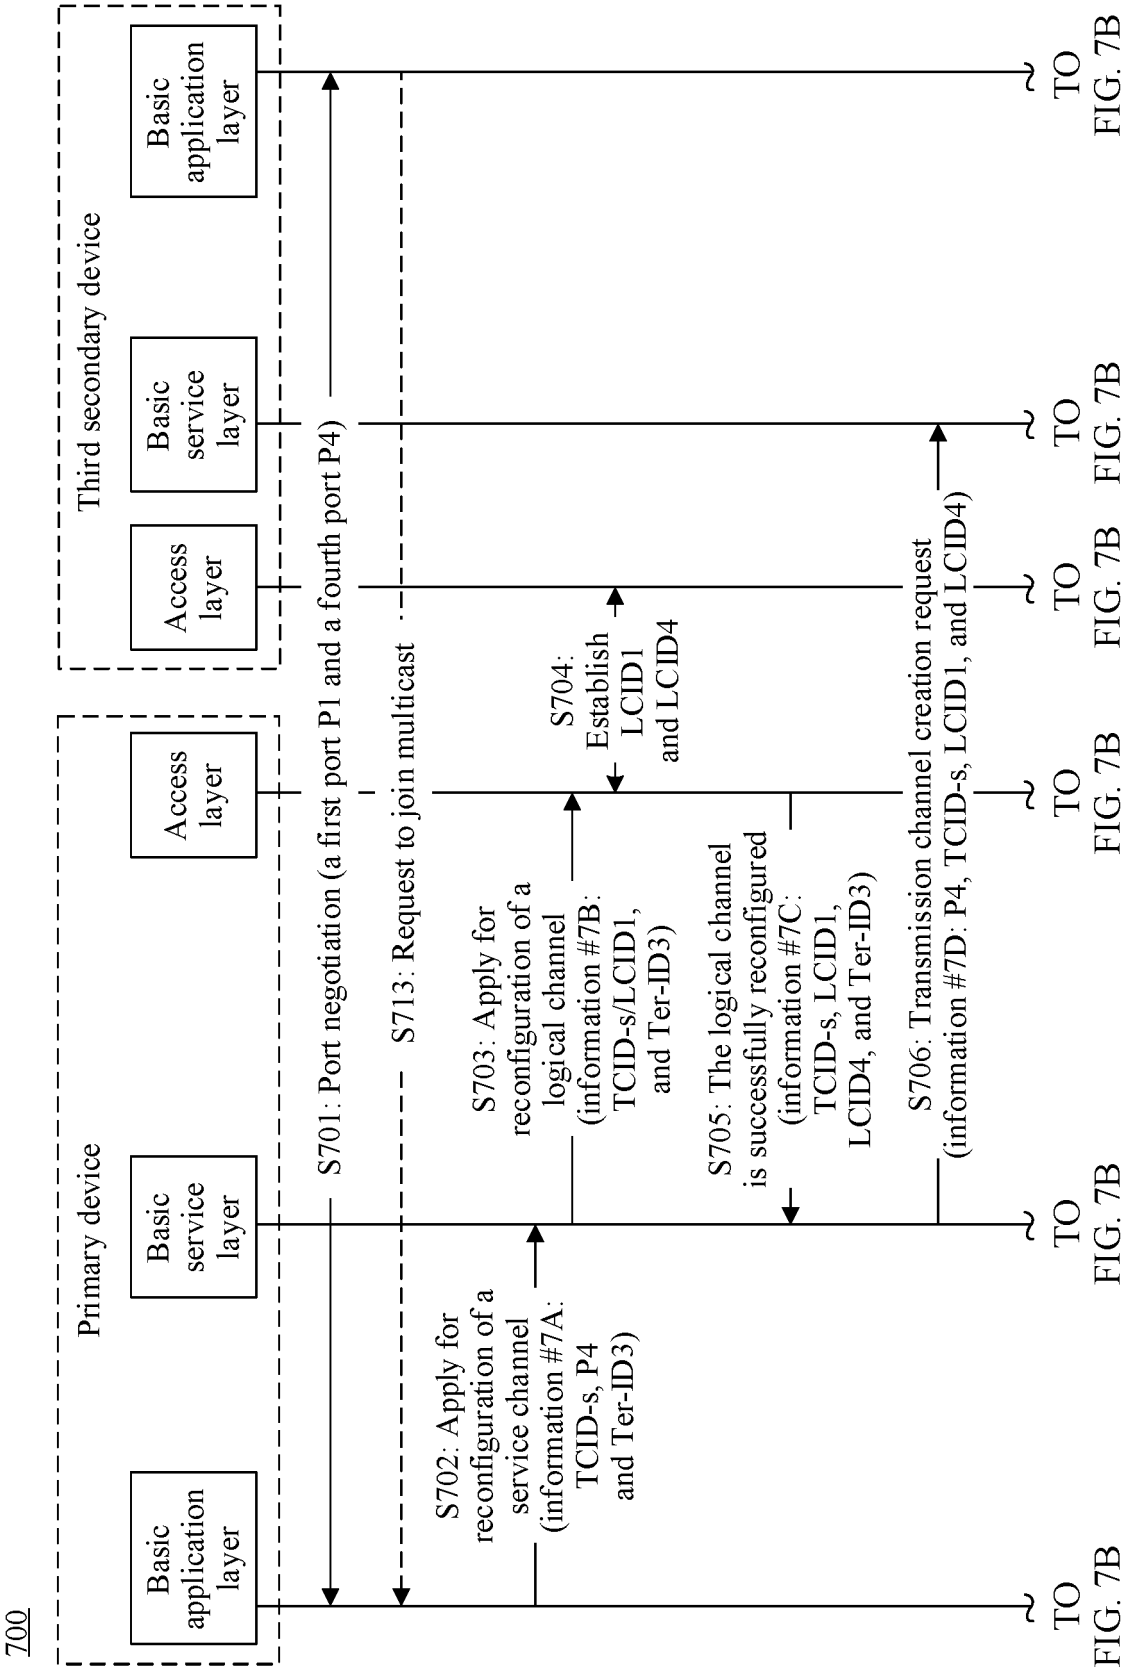 700
Primary device
Third secondary device
Basic
application
layer
Basic
service
layer
Access
layer
Access
layer
Basic
service
layer
Basic
application
layer
S701: Port negotiation (a first port P1 and a fourth port P4)
S713: Request to join multicast
S702: Apply for
reconfiguration of a
service channel
(information #7A:
TCID-s, P4
and Ter-ID3)
S703: Apply for
reconfiguration of a
logical channel
(information #7B:
TCID-s/LCID1,
and Ter-ID3)
S704:
Establish
LCID1
and LCID4
S705: The logical channel
is successfully reconfigured
(information #7C:
TCID-s, LCID1,
LCID4, and Ter-ID3)
S706: Transmission channel creation request
(information #7D: P4, TCID-s, LCID1, and LCID4)
TO
FIG. 7B
TO
FIG. 7B
TO
FIG. 7B
TO
FIG. 7B
TO
FIG. 7B
TO
FIG. 7B